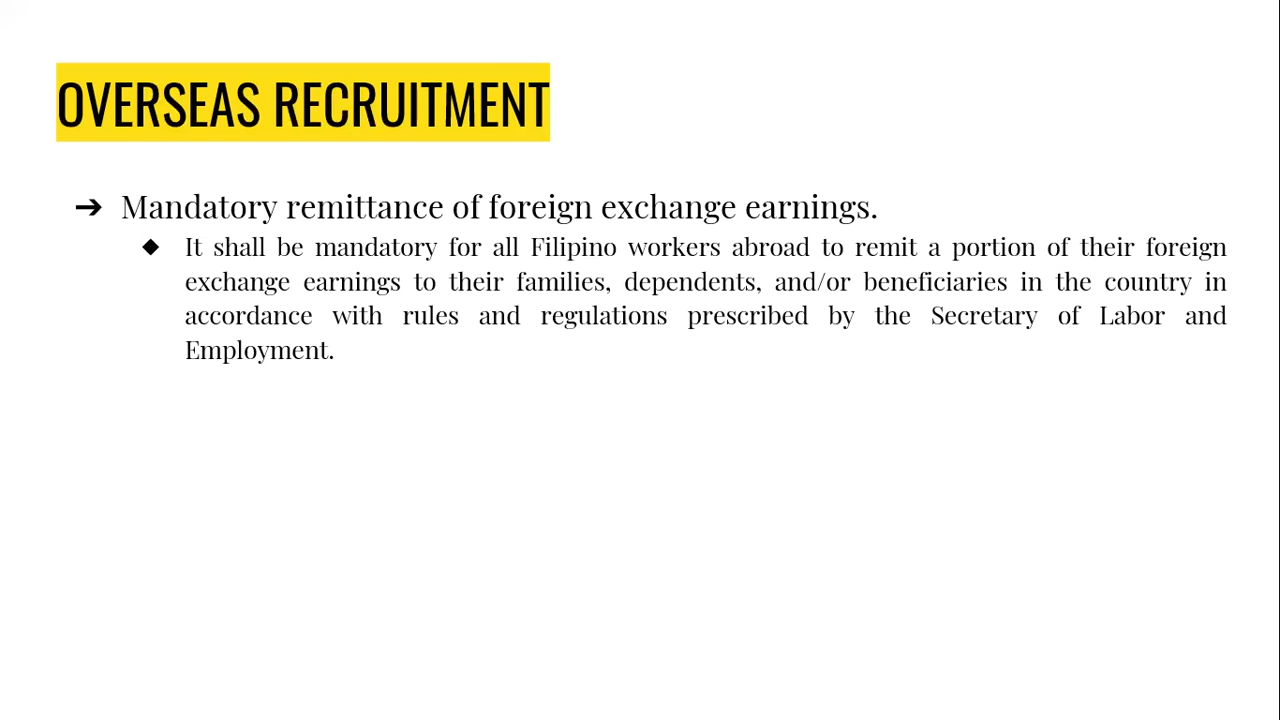 OVERSEAS RECRUITMENT
➔ Mandatory remittance of foreign exchange earnings.
◆ It shall be mandatory for all Filipino workers abroad to remit a portion of their foreign
exchange earnings to their families, dependents, and/or beneficiaries in the country in
accordance with rules and regulations prescribed by the Secretary of Labor and
Employment.